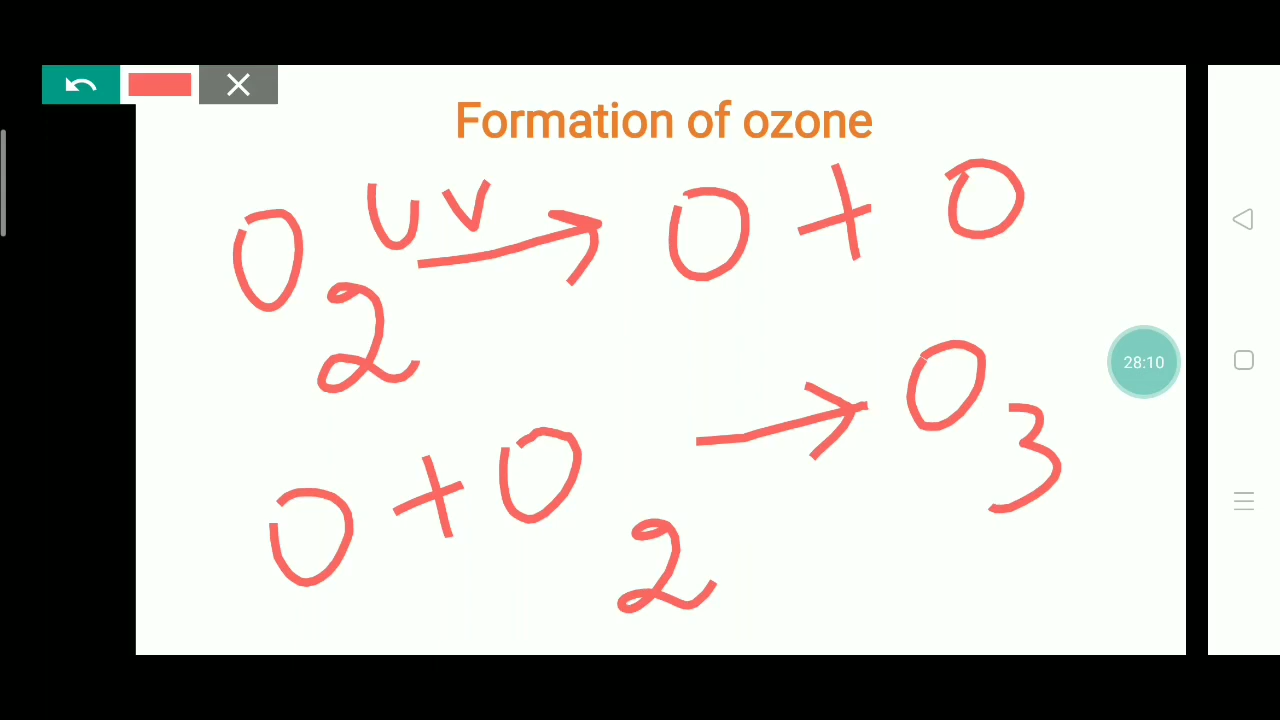 Formation of ozone
O2 UV → O + O
O + O2 → O3
28:10